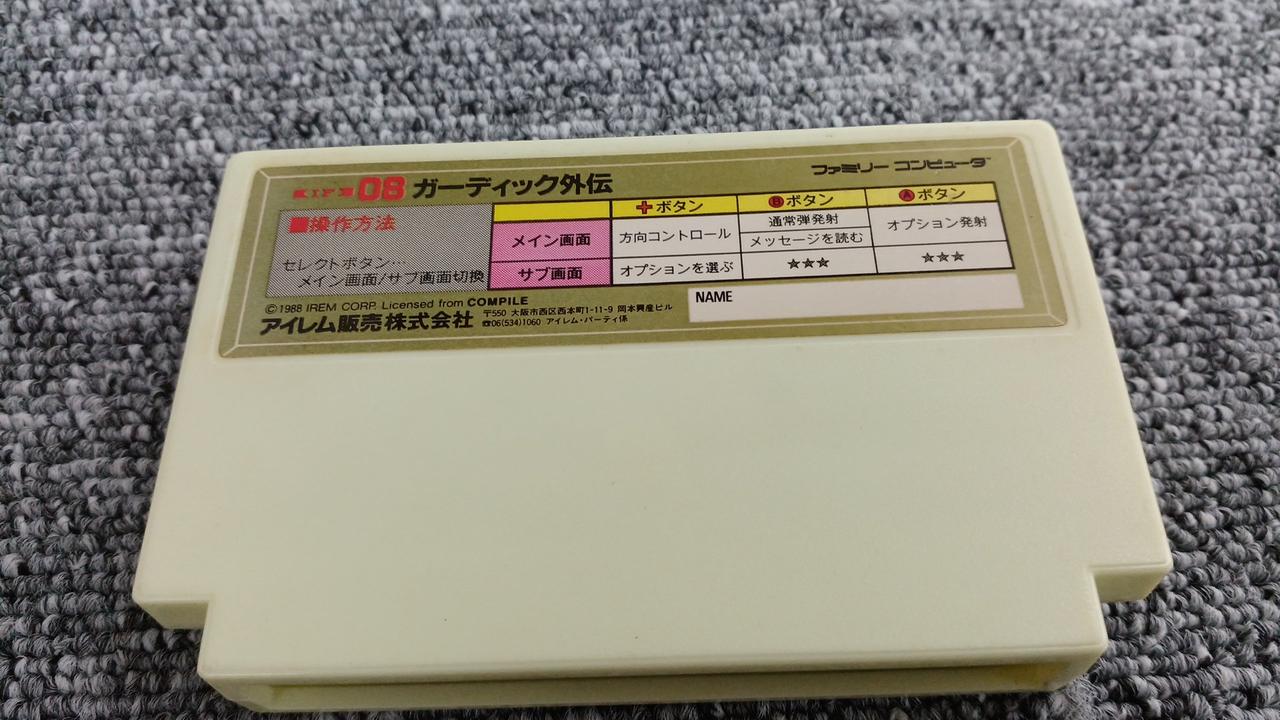 08 ガーディック外伝
ファミリー コンピュータ
■操作方法
セレクトボタン…
メイン画面/サブ画面切換
✚ボタン
Ⓑボタン
Ⓐボタン
メイン画面
方向コントロール
通常弾発射
メッセージを読む
オプション発射
サブ画面
オプションを選ぶ
☆☆☆
☆☆☆
©1988 IREM CORP. Licensed from COMPILE
アイレム販売株式会社
〒550 大阪市西区西本町1-11-9 岡本興産ビル
☎06(534)1060 アイレム・パーティ係
NAME